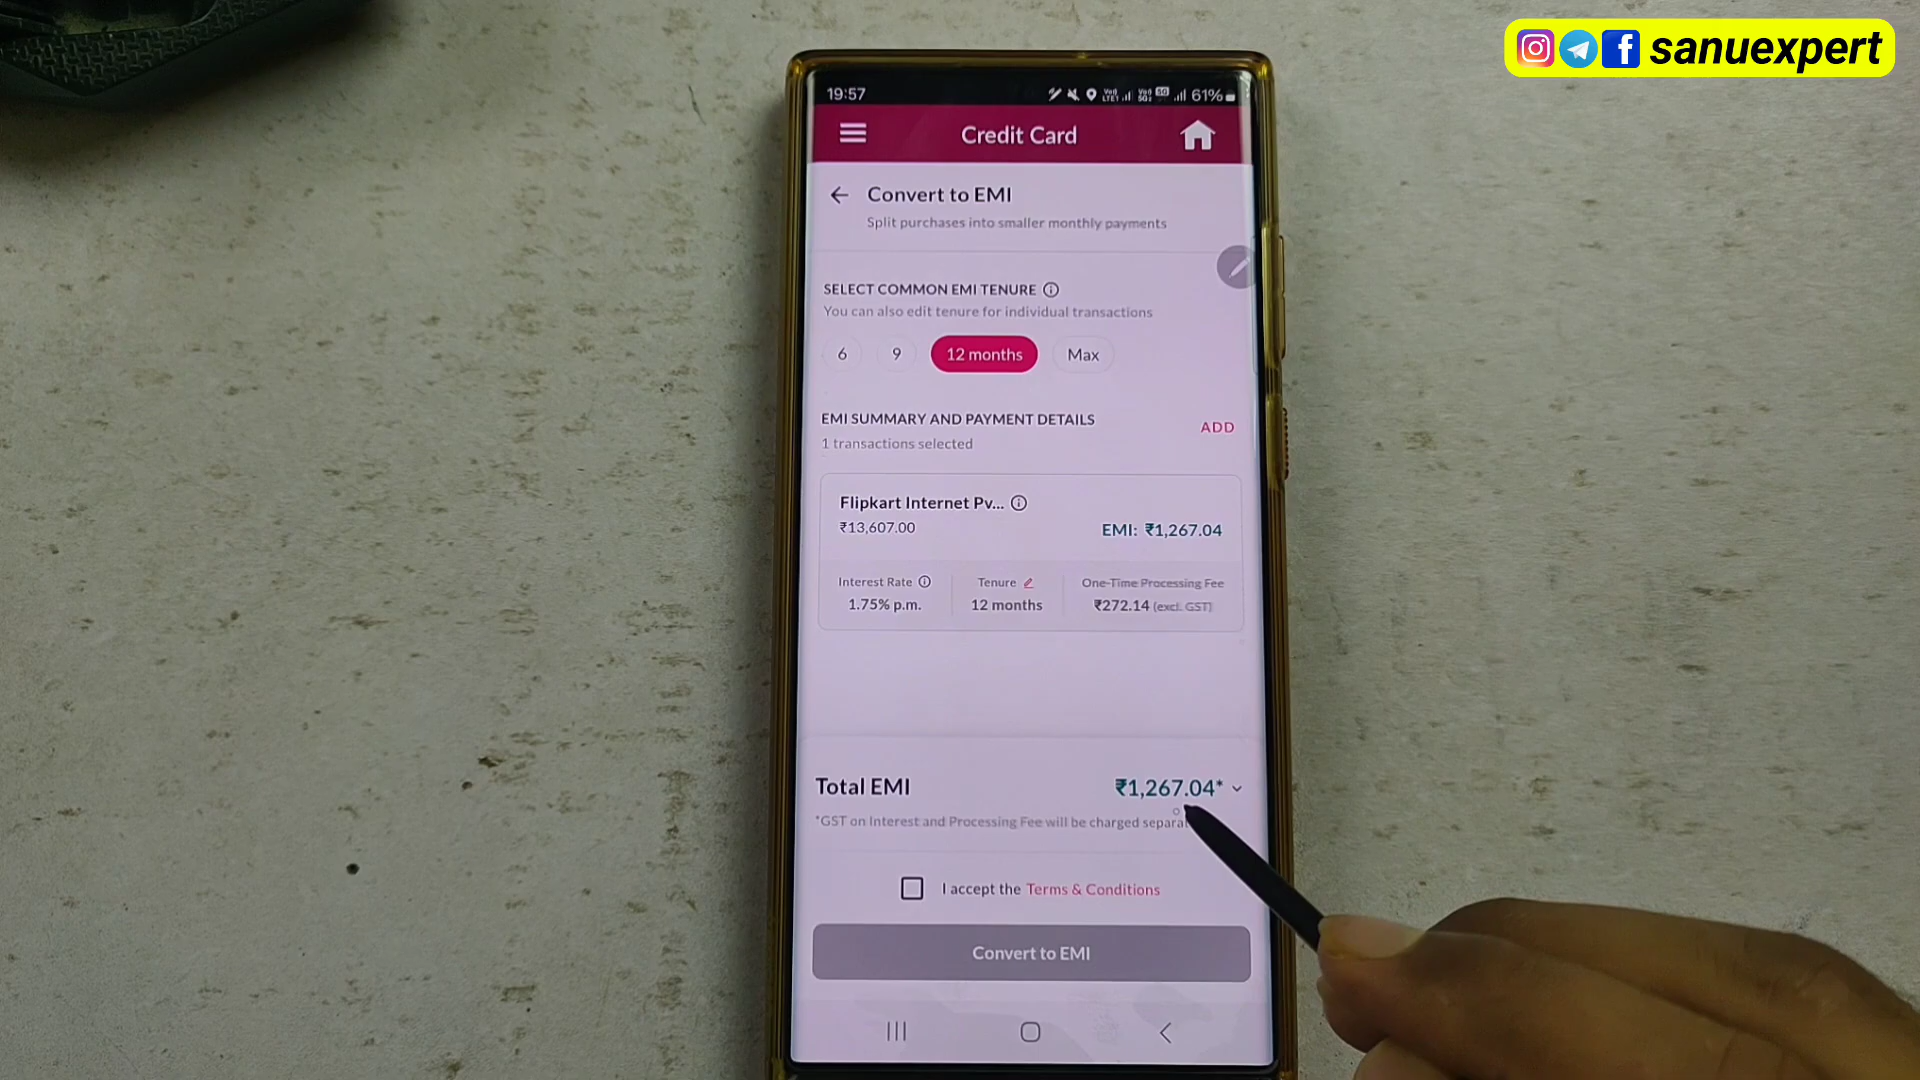 sanuexpert
19:57
61%
Credit Card
Convert to EMI
Split purchases into smaller monthly payments
SELECT COMMON EMI TENURE
You can also edit tenure for individual transactions
6 9 12 months Max
EMI SUMMARY AND PAYMENT DETAILS
ADD
1 transactions selected
Flipkart Internet Pv...
₹13,607.00
EMI: ₹1,267.04
Interest Rate Tenure One-Time Processing Fee
1.75% p.m. 12 months ₹272.14 (excl. GST)
Total EMI ₹1,267.04*
*GST on Interest and Processing Fee will be charged
I accept the Terms & Conditions
Convert to EMI